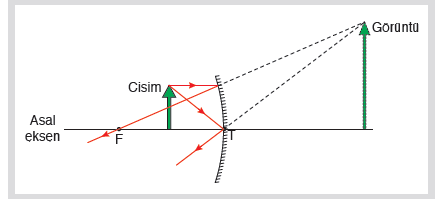 Görüntü
Cisim
Asal
eksen
F
T